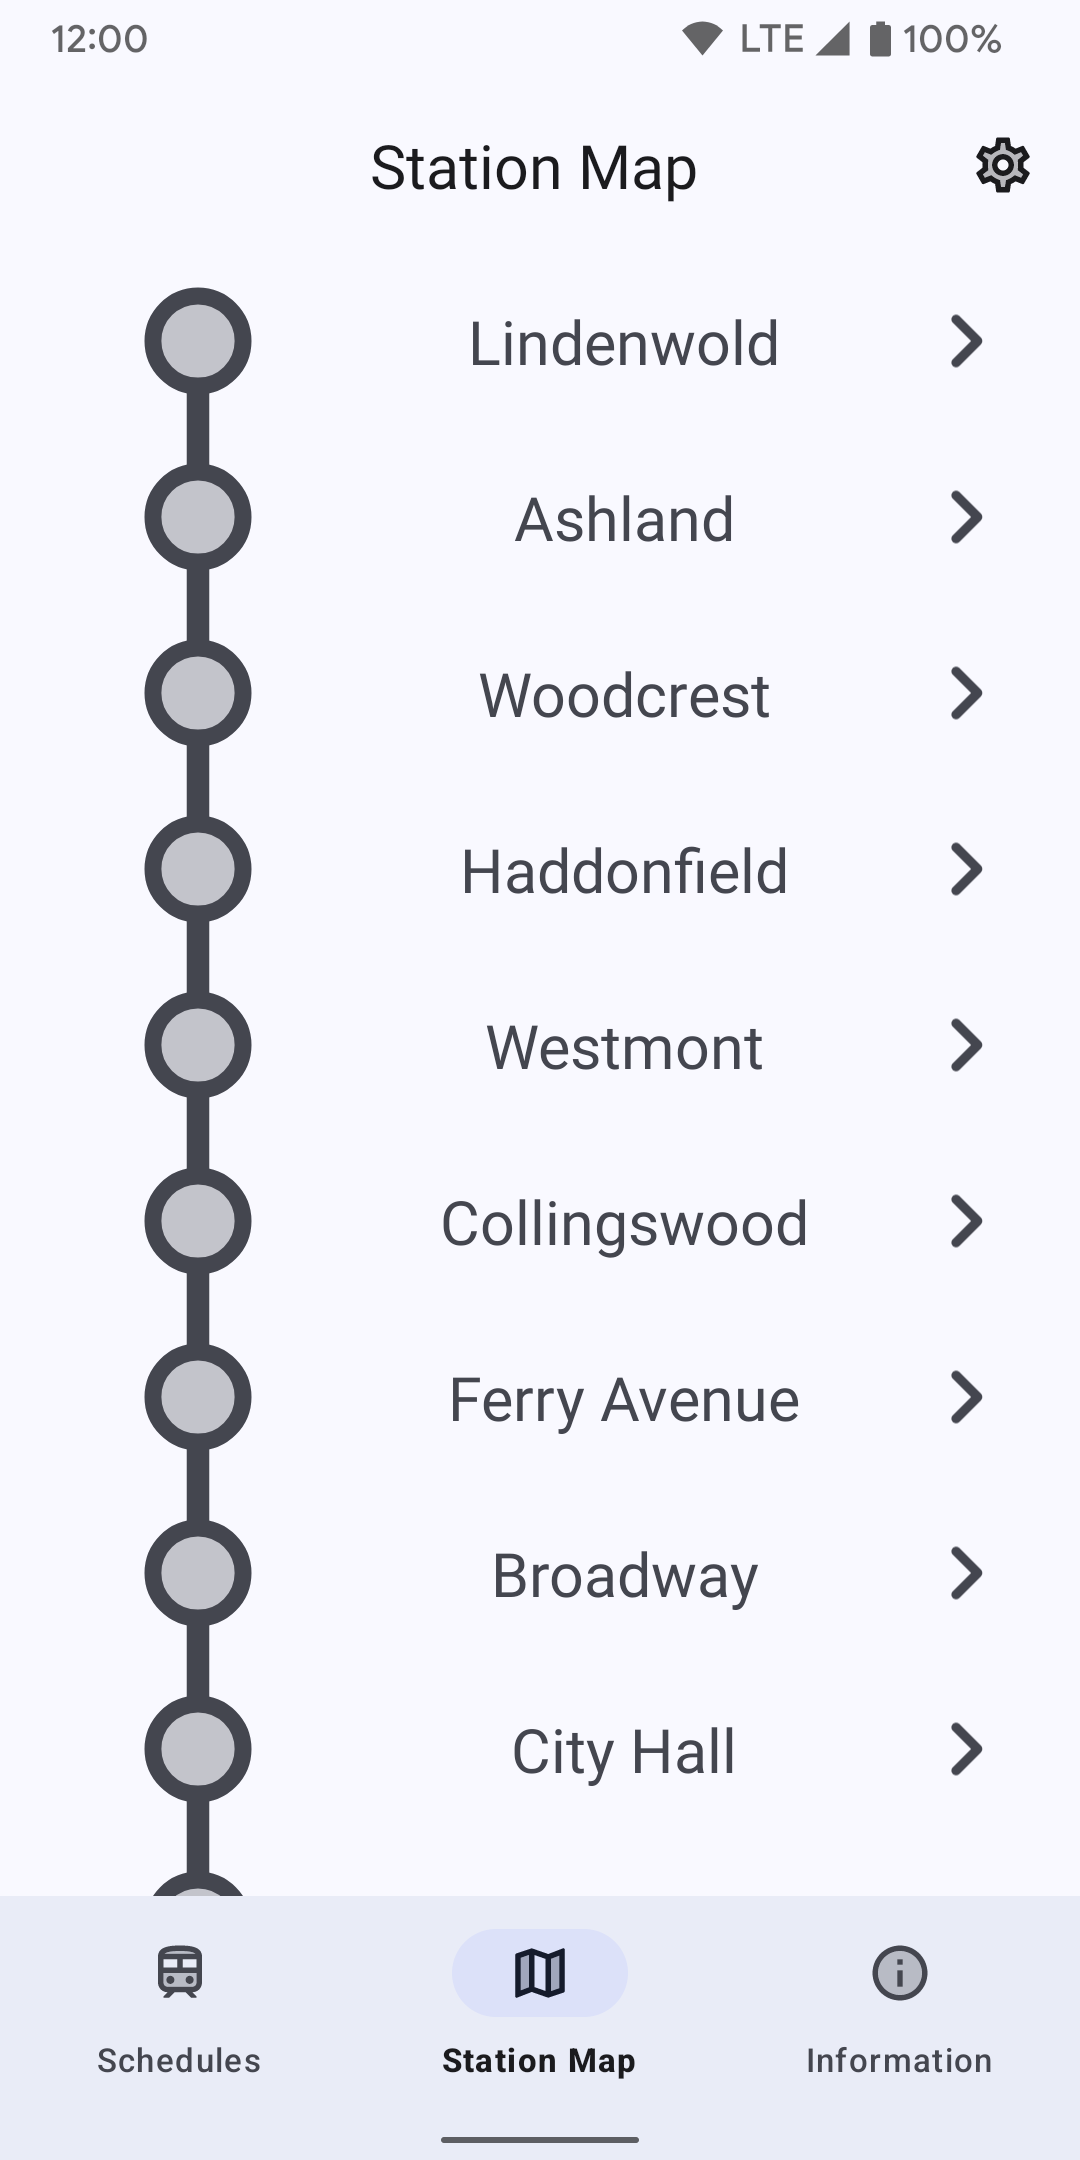 12:00 LTE 100%
Station Map
Lindenwold
Ashland
Woodcrest
Haddonfield
Westmont
Collingswood
Ferry Avenue
Broadway
City Hall
Schedules Station Map Information